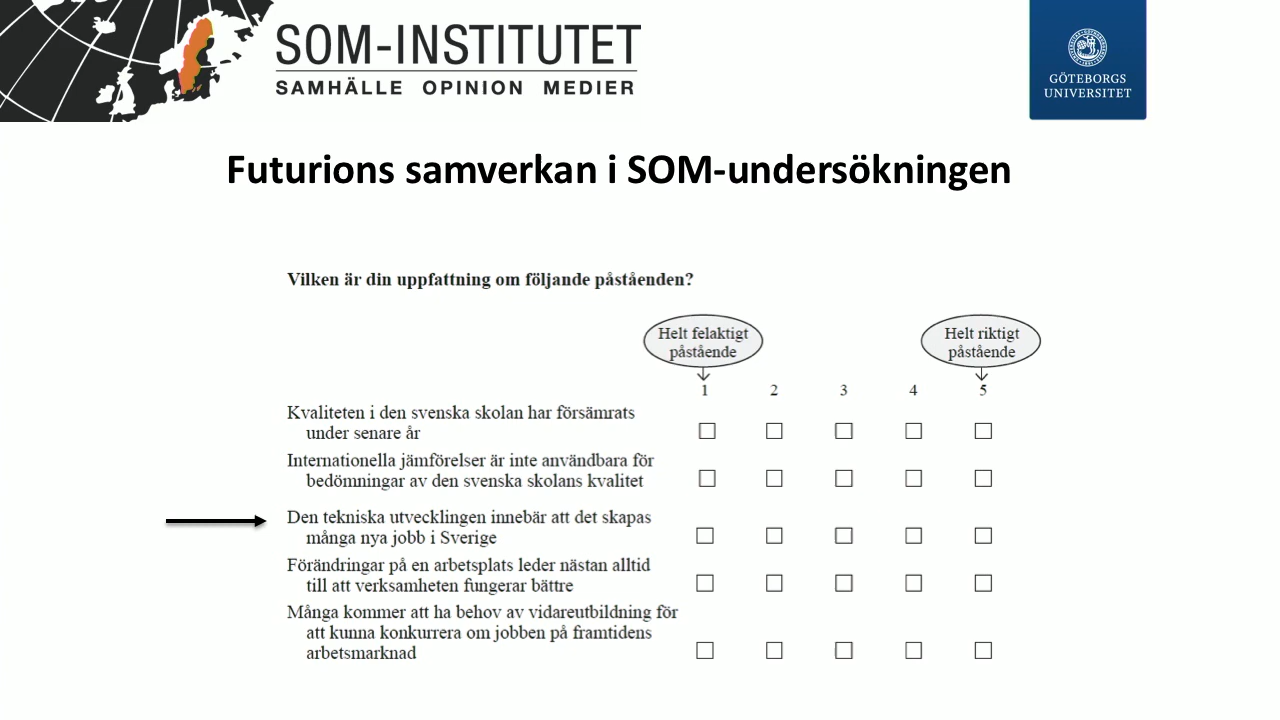 SOM-INSTITUTET
SAMHÄLLE OPINION MEDIER
GÖTEBORGS
UNIVERSITET
Futurions samverkan i SOM-undersökningen
Vilken är din uppfattning om följande påståenden?
Helt felaktigt
påstående
Helt riktigt
påstående
1 2 3 4 5
Kvaliteten i den svenska skolan har försämrats
under senare år
Internationella jämförelser är inte användbara för
bedömningar av den svenska skolans kvalitet
Den tekniska utvecklingen innebär att det skapas
många nya jobb i Sverige
Förändringar på en arbetsplats leder nästan alltid
till att verksamheten fungerar bättre
Många kommer att ha behov av vidareutbildning för
att kunna konkurrera om jobben på framtidens
arbetsmarknad